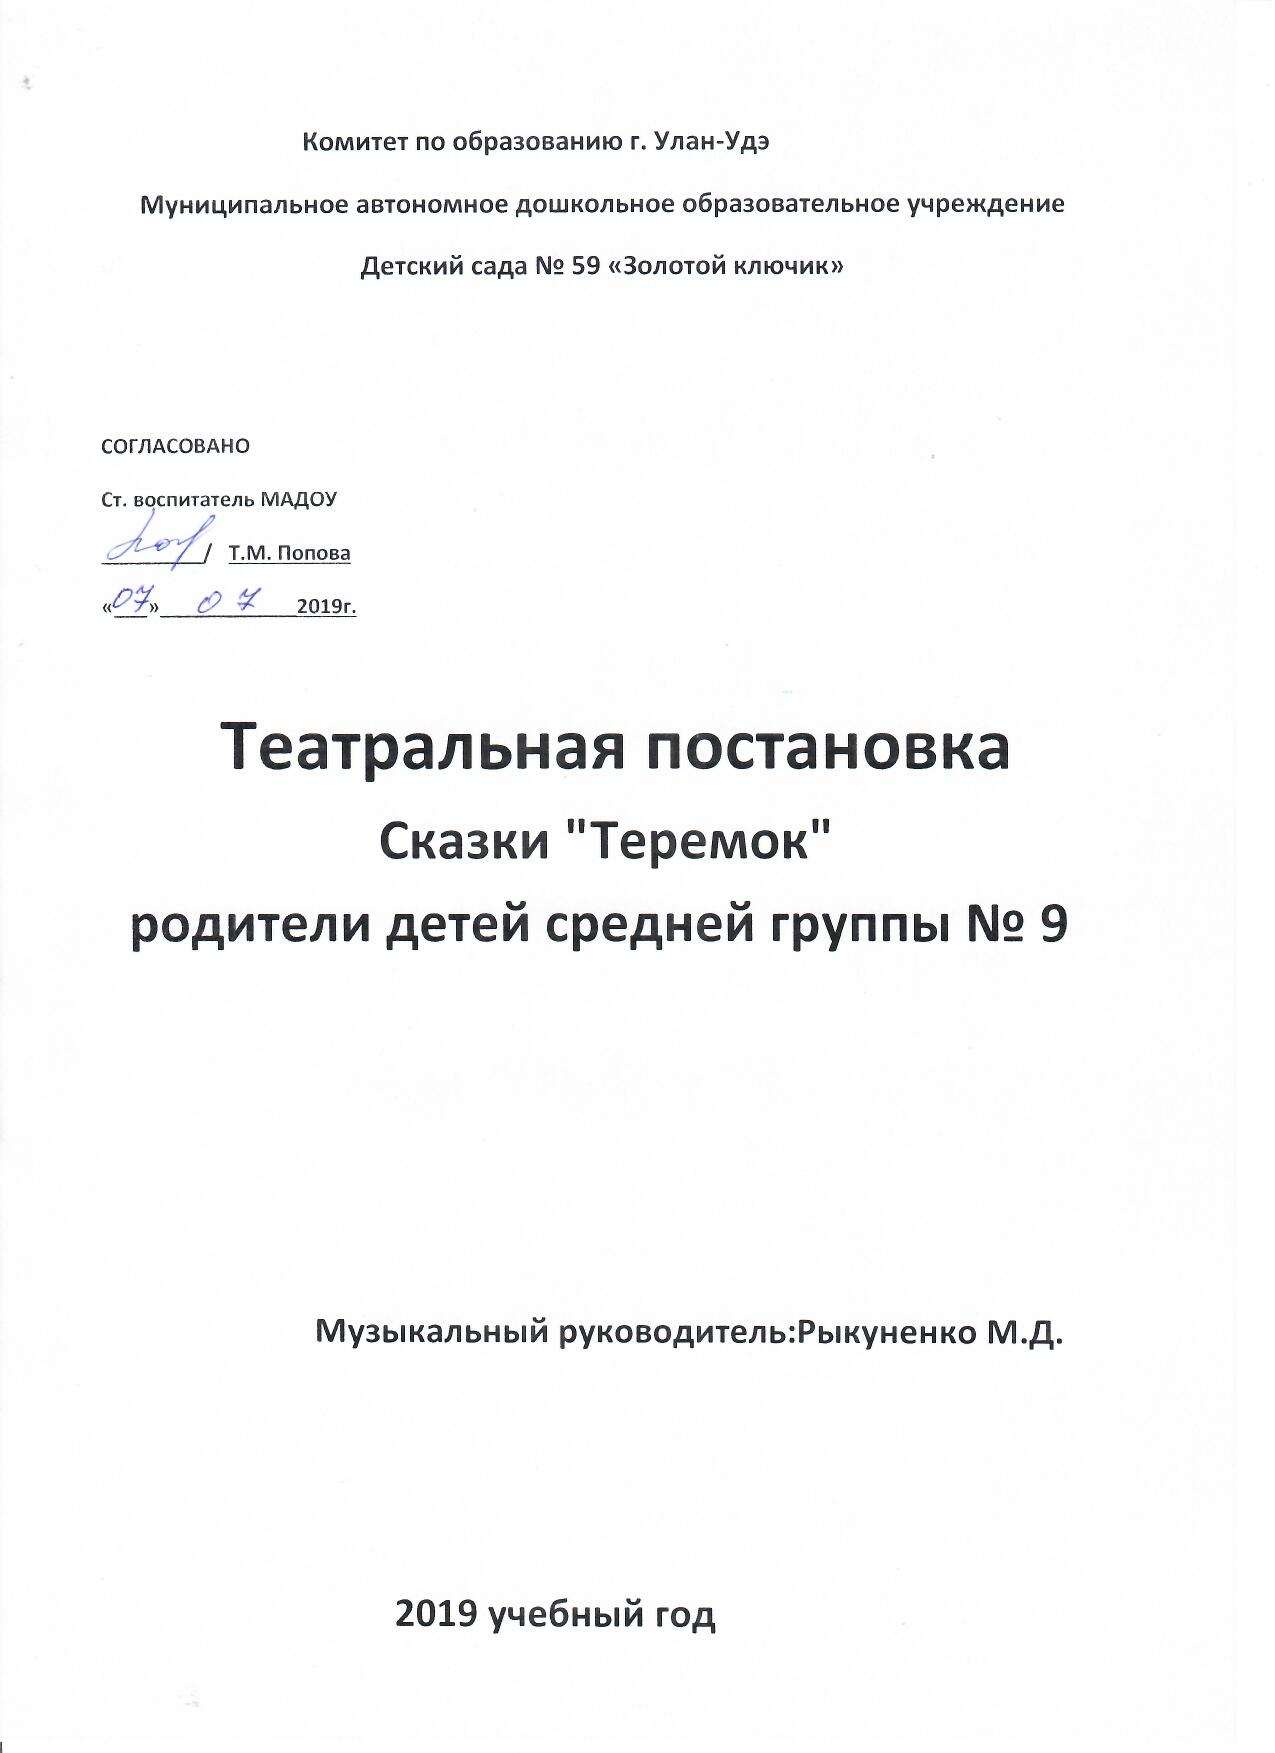 Комитет по образованию г. Улан-Удэ
Муниципальное автономное дошкольное образовательное учреждение
Детский сада № 59 «Золотой ключик»
СОГЛАСОВАНО
Ст. воспитатель МАДОУ
/ Т.М. Попова
«07» 07 2019г.
Театральная постановка
Сказки "Теремок"
родители детей средней группы № 9
Музыкальный руководитель:Рыкуненко М.Д.
2019 учебный год